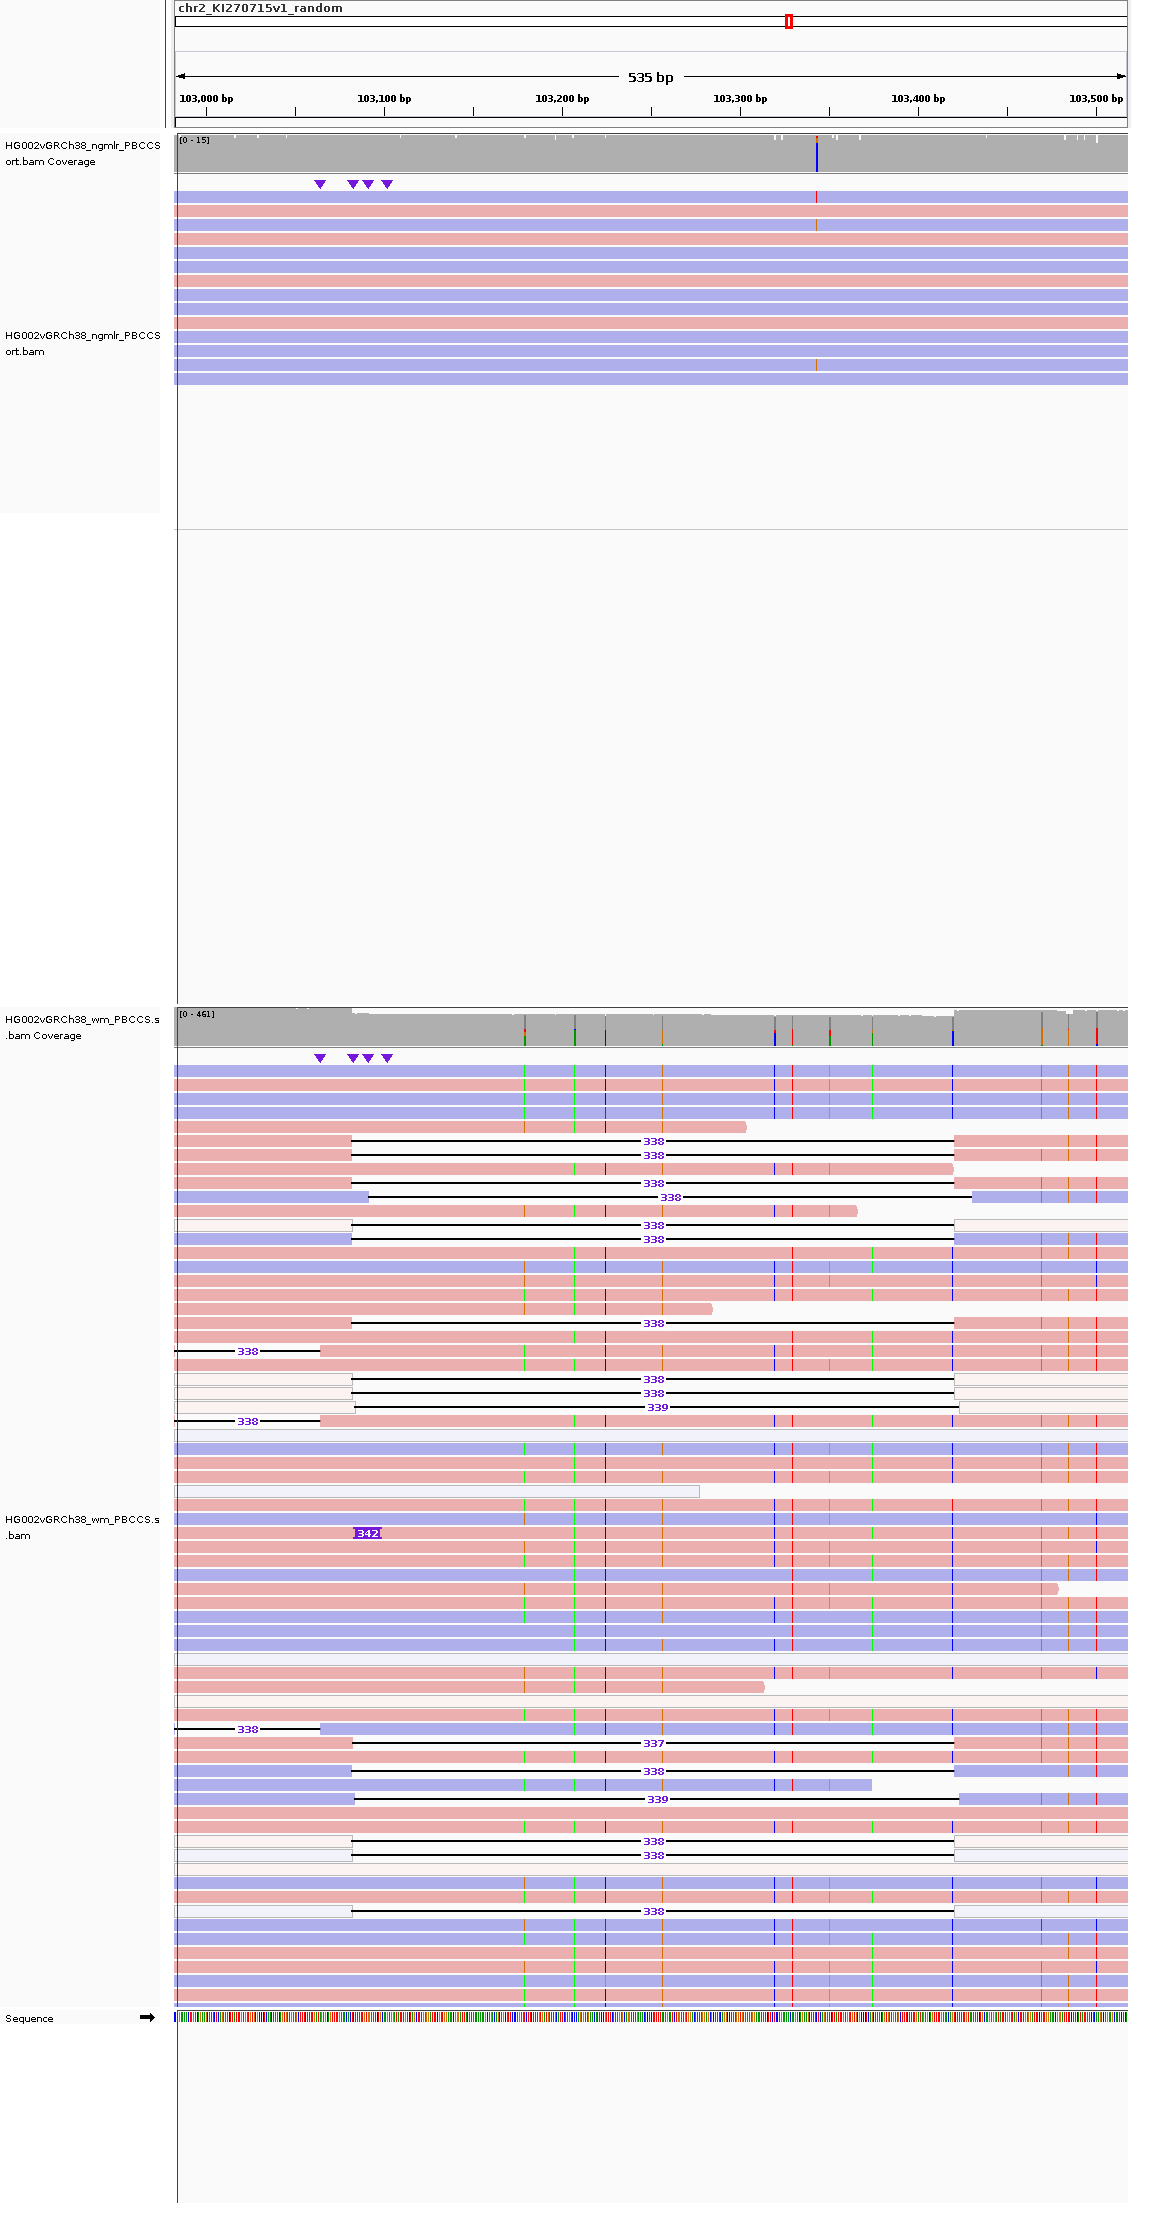 chr2_KI270715v1_random
535 bp
103,000 bp 103,100 bp 103,200 bp 103,300 bp 103,400 bp 103,500 bp
HG002vGRCh38_ngmlr_PBCCS
ort.bam Coverage
[0 - 15]
HG002vGRCh38_ngmlr_PBCCS
ort.bam
HG002vGRCh38_wm_PBCCS.s
.bam Coverage
[0 - 461]
338
338
338
338
338
338
338
338
338
338
339
338
HG002vGRCh38_wm_PBCCS.s
.bam
342
338
337
338
339
338
338
338
Sequence